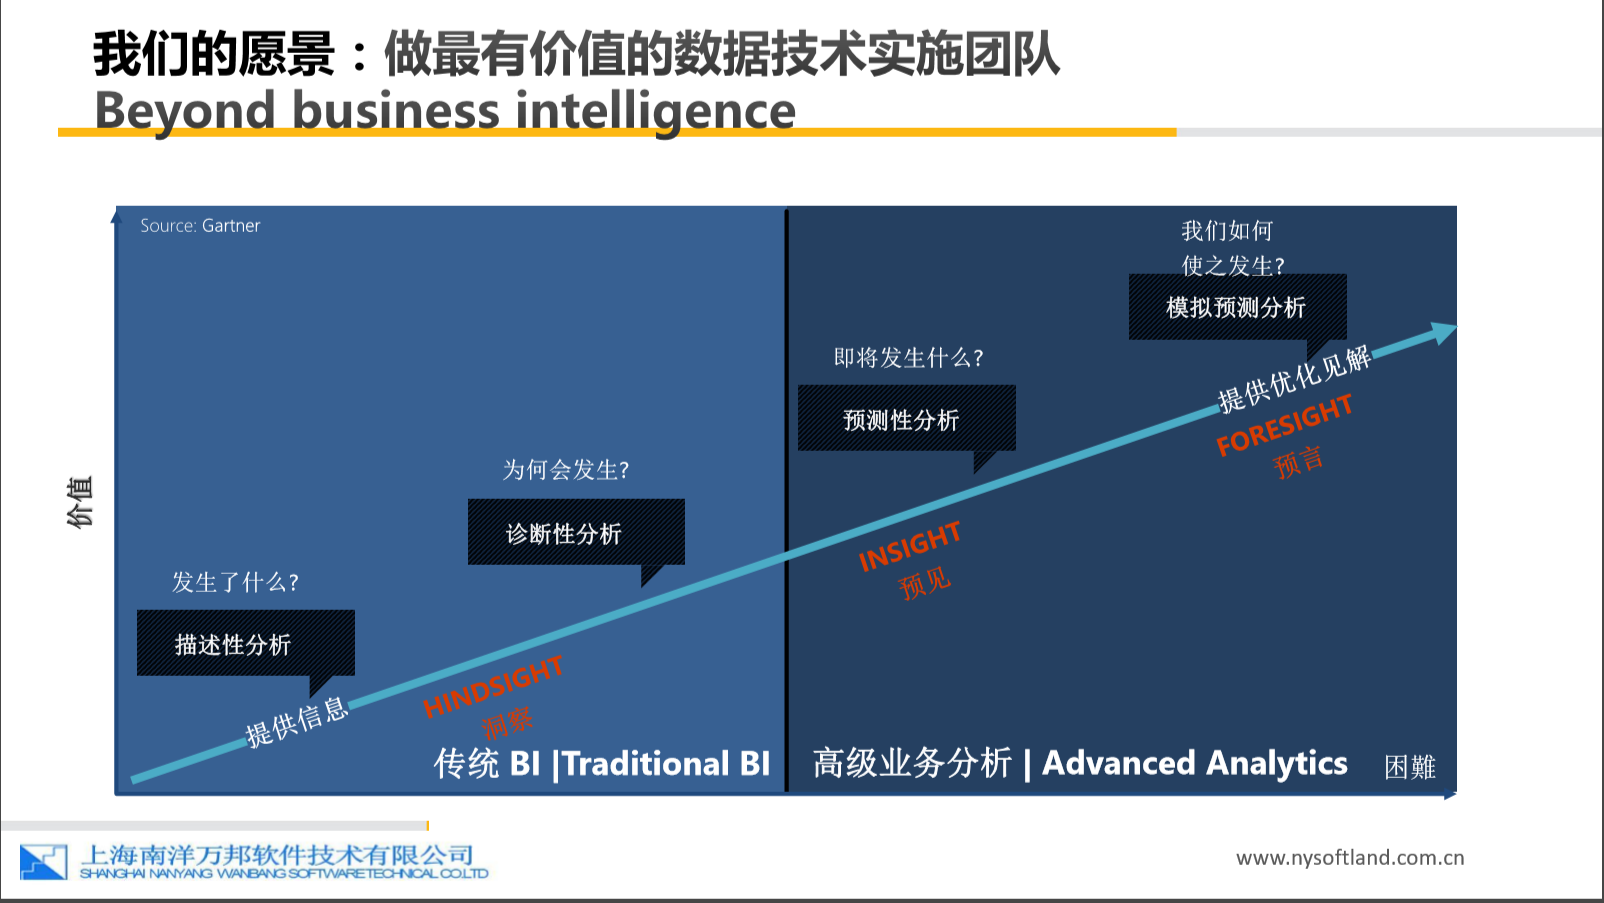 我们的愿景：做最有价值的数据技术实施团队
Beyond business intelligence
Source: Gartner
我们如何
使之发生?
模拟预测分析
即将发生什么?
预测性分析
提供优化见解
FORESIGHT
预言
为何会发生?
诊断性分析
INSIGHT
预见
价值
发生了什么?
描述性分析
提供信息
HINDSIGHT
洞察
传统 BI |Traditional BI
高级业务分析 | Advanced Analytics
困難
上海南洋万邦软件技术有限公司
SHANGHAI NANYANG WANBANG SOFTWARETECHNICAL CO.LTD
www.nysoftland.com.cn